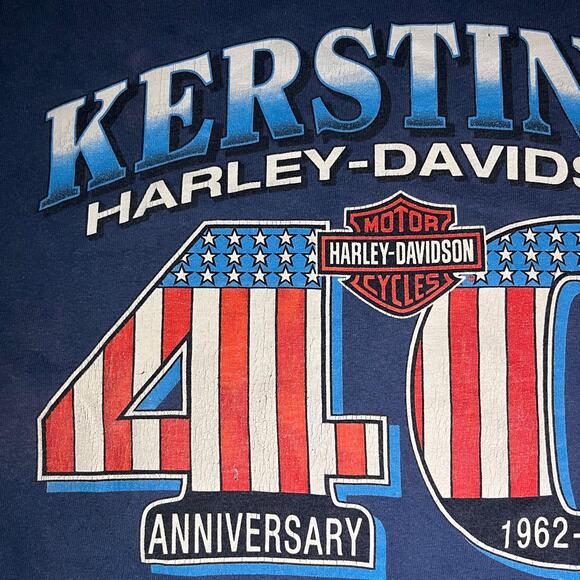 KERSTIN
HARLEY-DAVIDS
MOTOR
HARLEY-DAVIDSON
CYCLES
40
ANNIVERSARY
1962-